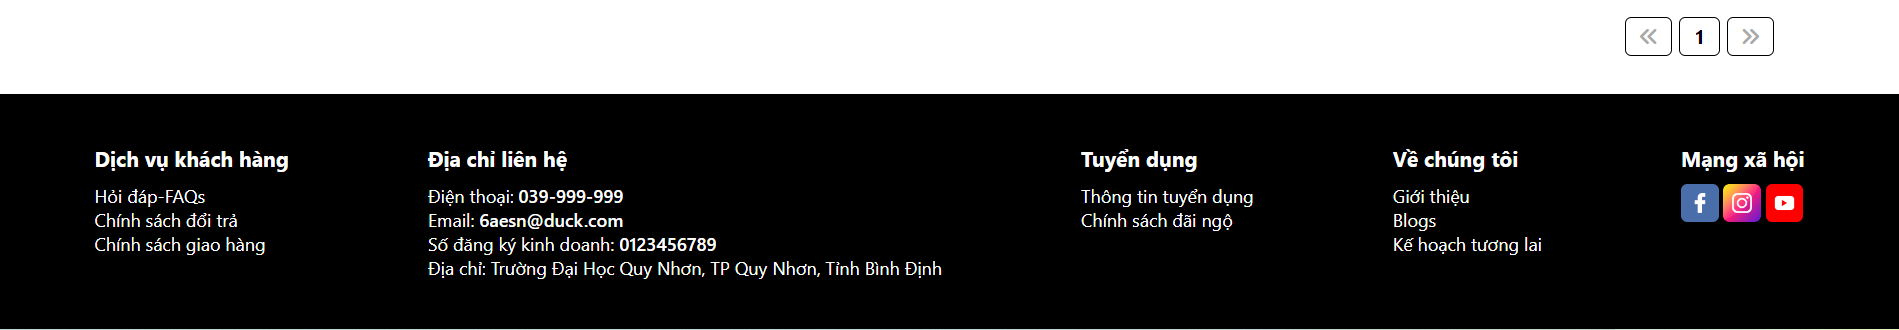 1
Dịch vụ khách hàng
Hỏi đáp-FAQs
Chính sách đổi trả
Chính sách giao hàng
Địa chỉ liên hệ
Điện thoại: 039-999-999
Email: 6aesn@duck.com
Số đăng ký kinh doanh: 0123456789
Địa chỉ: Trường Đại Học Quy Nhơn, TP Quy Nhơn, Tỉnh Bình Định
Tuyển dụng
Thông tin tuyển dụng
Chính sách đãi ngộ
Về chúng tôi
Giới thiệu
Blogs
Kế hoạch tương lai
Mạng xã hội